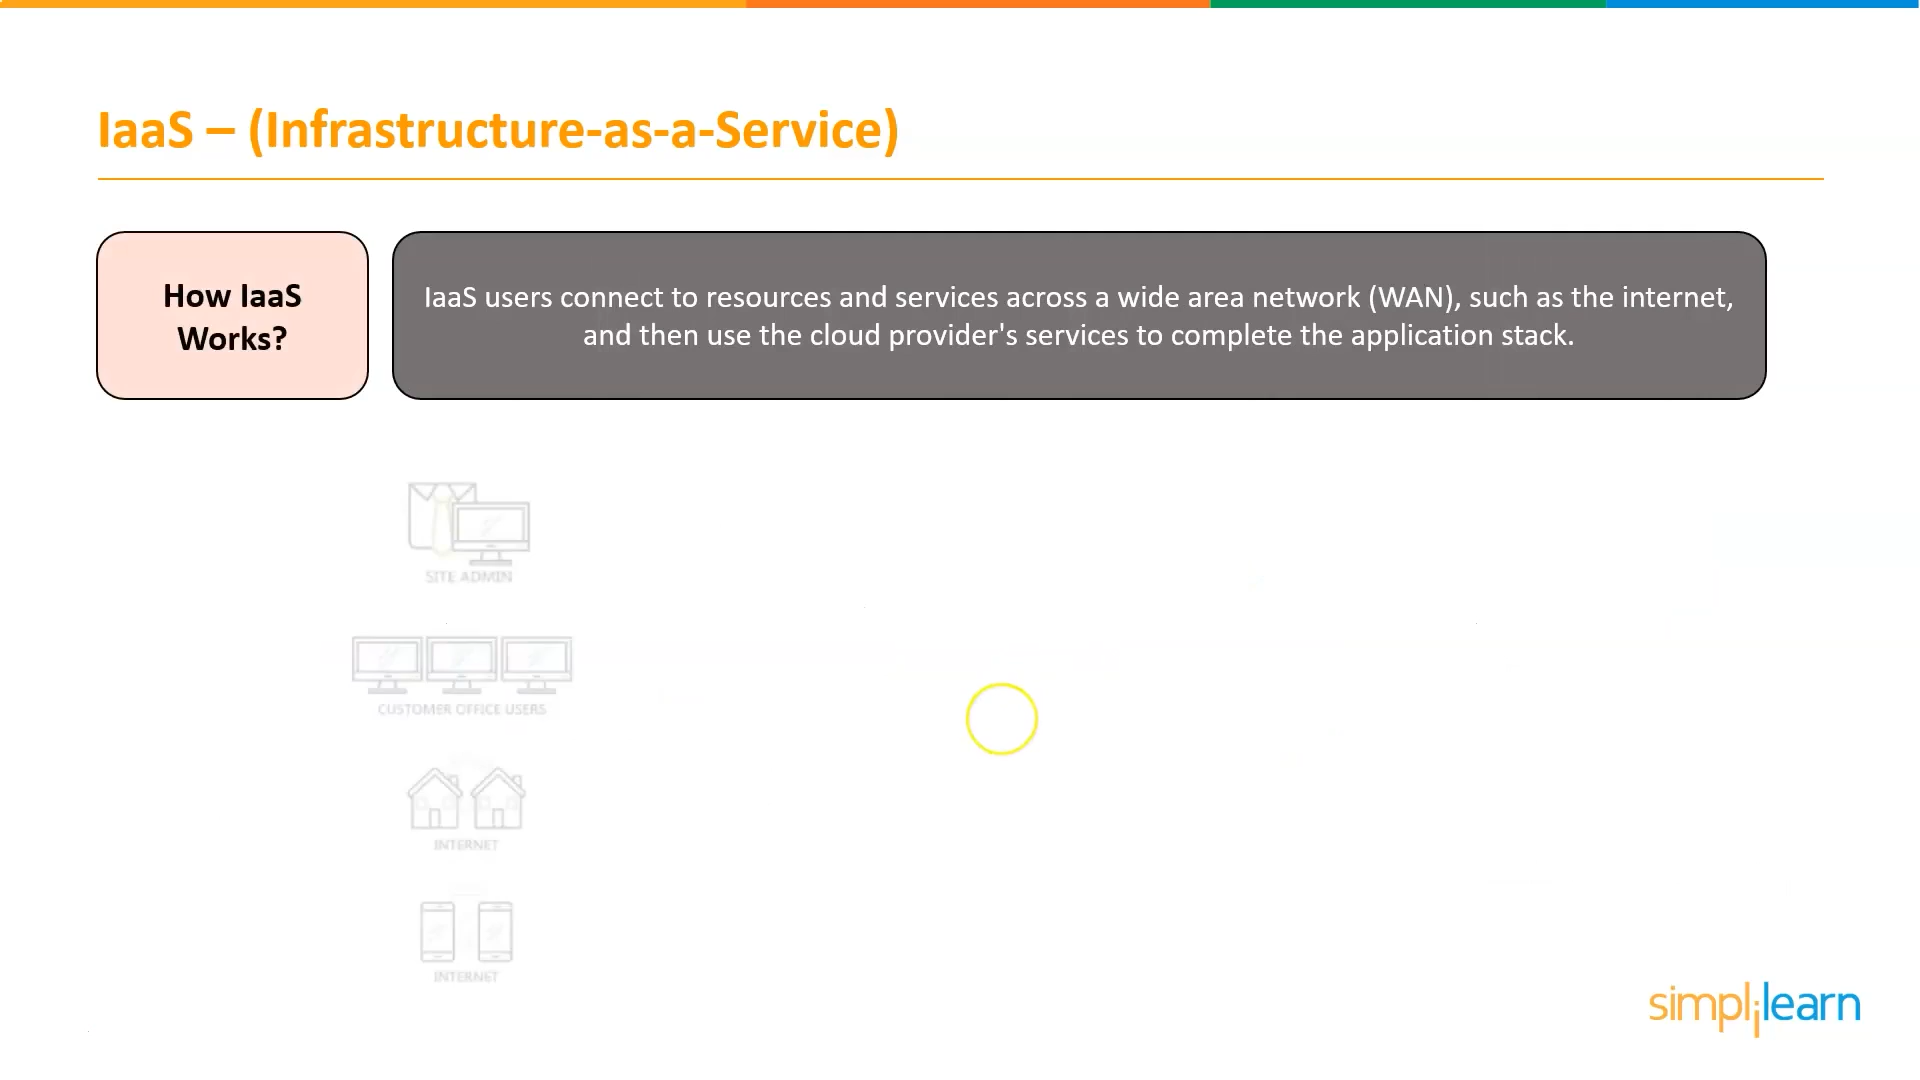 IaaS – (Infrastructure-as-a-Service)
How IaaS
Works?
IaaS users connect to resources and services across a wide area network (WAN), such as the internet,
and then use the cloud provider's services to complete the application stack.
SITE ADMIN
CUSTOMER OFFICE USERS
INTERNET
INTERNET
simplilearn